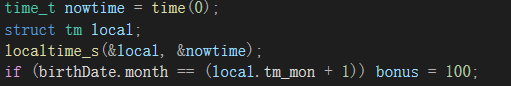 time_t nowtime = time(0);
struct tm local;
localtime_s(&local, &nowtime);
if (birthDate.month == (local.tm_mon + 1)) bonus = 100;